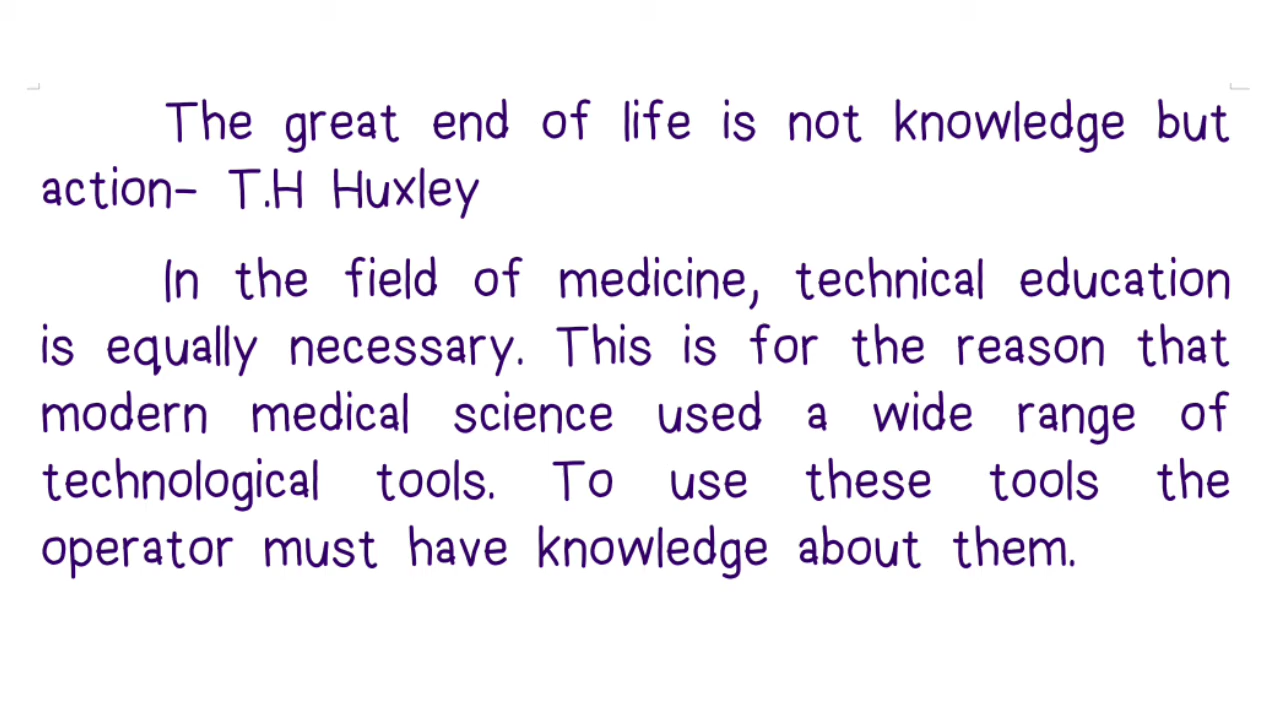 The great end of life is not knowledge but
action- T.H Huxley
In the field of medicine, technical education
is equally necessary. This is for the reason that
modern medical science used a wide range of
technological tools. To use these tools the
operator must have knowledge about them.